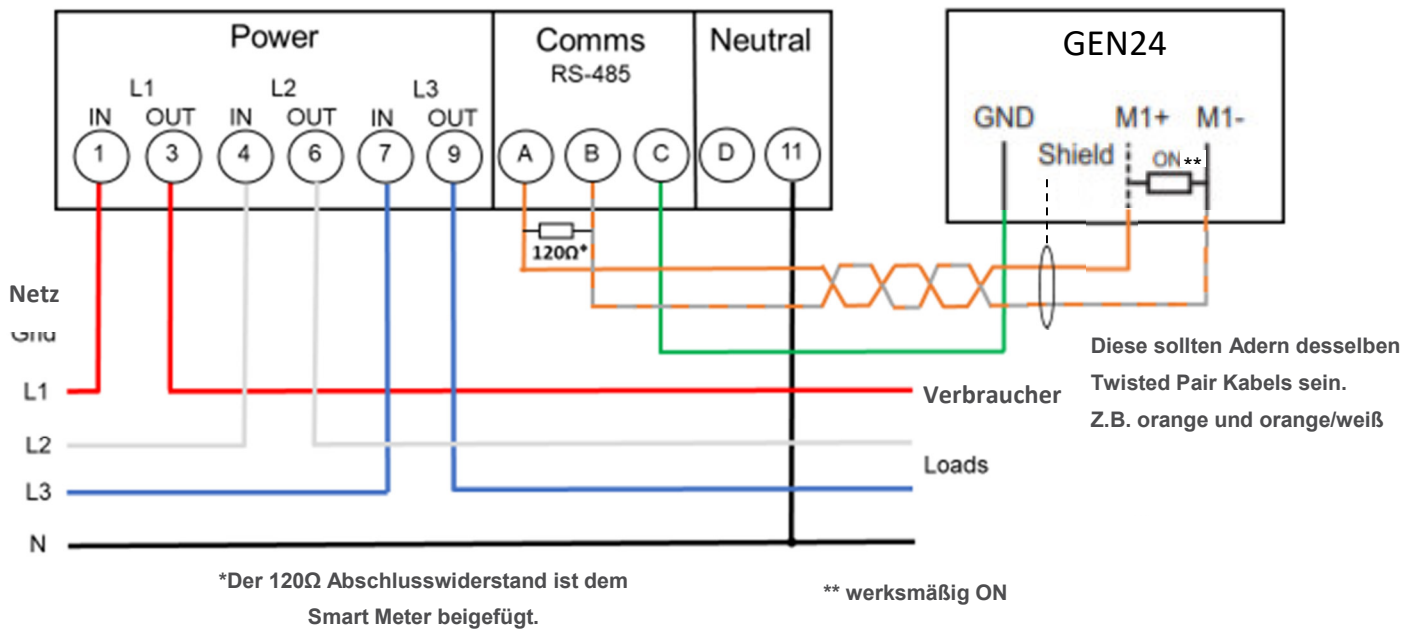 Power
Comms
RS-485
Neutral
GEN24
L1
L2
L3
IN OUT IN OUT IN OUT
1 3 4 6 7 9 A B C D 11
GND M1+ M1-
Shield
ON **
120Ω*
Netz
L1
L2
L3
N
Verbraucher
Loads
Diese sollten Adern desselben
Twisted Pair Kabels sein.
Z.B. orange und orange/weiß
*Der 120Ω Abschlusswiderstand ist dem
Smart Meter beigefügt.
** werksmäßig ON